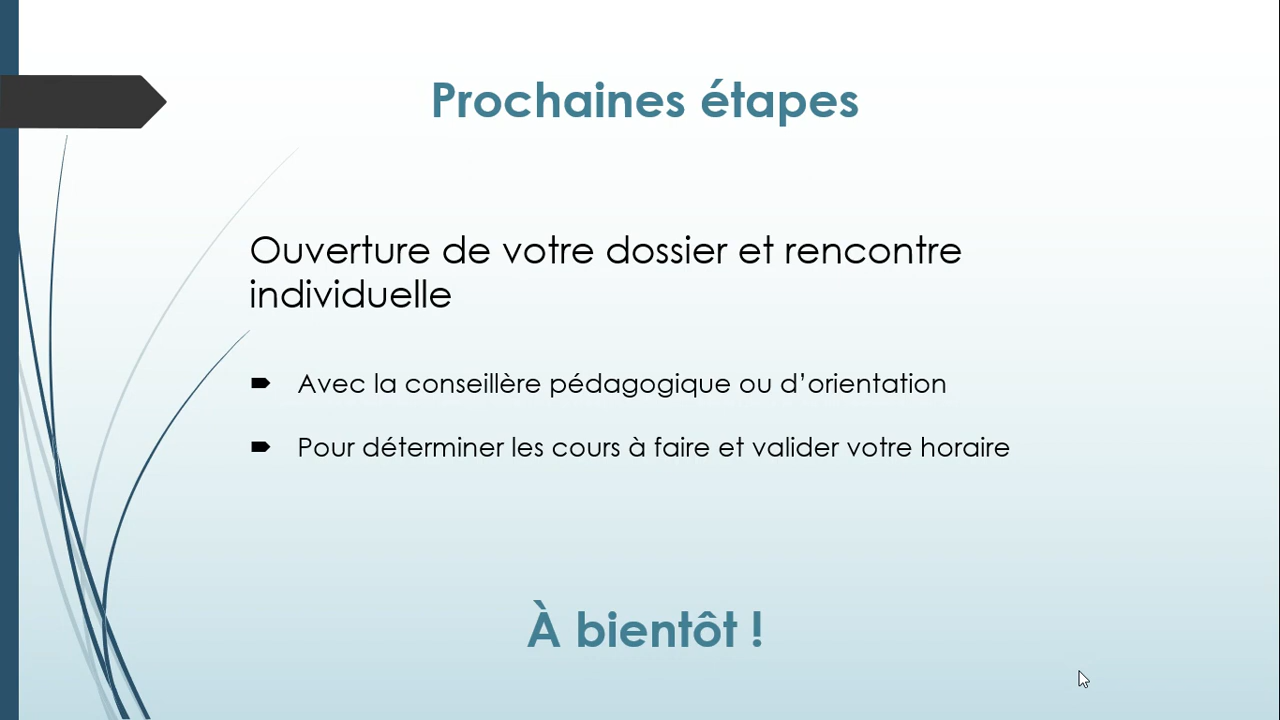 Prochaines étapes
Ouverture de votre dossier et rencontre
individuelle
Avec la conseillère pédagogique ou d’orientation
Pour déterminer les cours à faire et valider votre horaire
À bientôt !